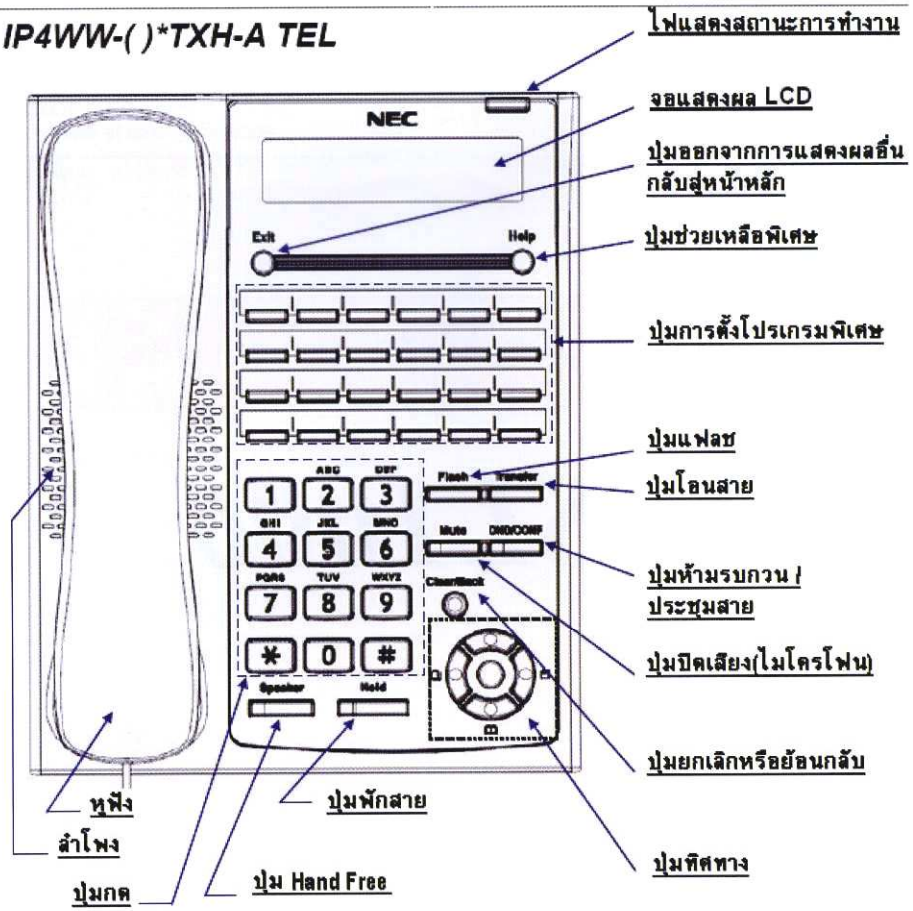 IP4WW-( )*TXH-A TEL
ไฟแสดงสถานะการทำงาน
NEC
จอแสดงผล LCD
ปุ่มออกจากการแสดงผลอื่น
กลับสู่หน้าหลัก
Exit
Help
ปุ่มช่วยเหลือพิเศษ
ปุ่มการตั้งโปรเกรมพิเศษ
ปุ่มแฟลช
ABC DEF
Flash Transfer
1 2 3
ปุ่มโอนสาย
GHI JKL MNO
Mute DND/CONF
4 5 6
ปุ่มห้ามรบกวน /
ประชุมสาย
PQRS TUV WXYZ
Clear/Back
7 8 9
* 0 #
ปุ่มปิดเสียง(ไมโครโฟน)
Speaker Hold
ปุ่มยกเลิกหรือย้อนกลับ
หูฟัง
ปุ่มพักสาย
ลำโพง
ปุ่มทิศทาง
ปุ่มกด
ปุ่ม Hand Free